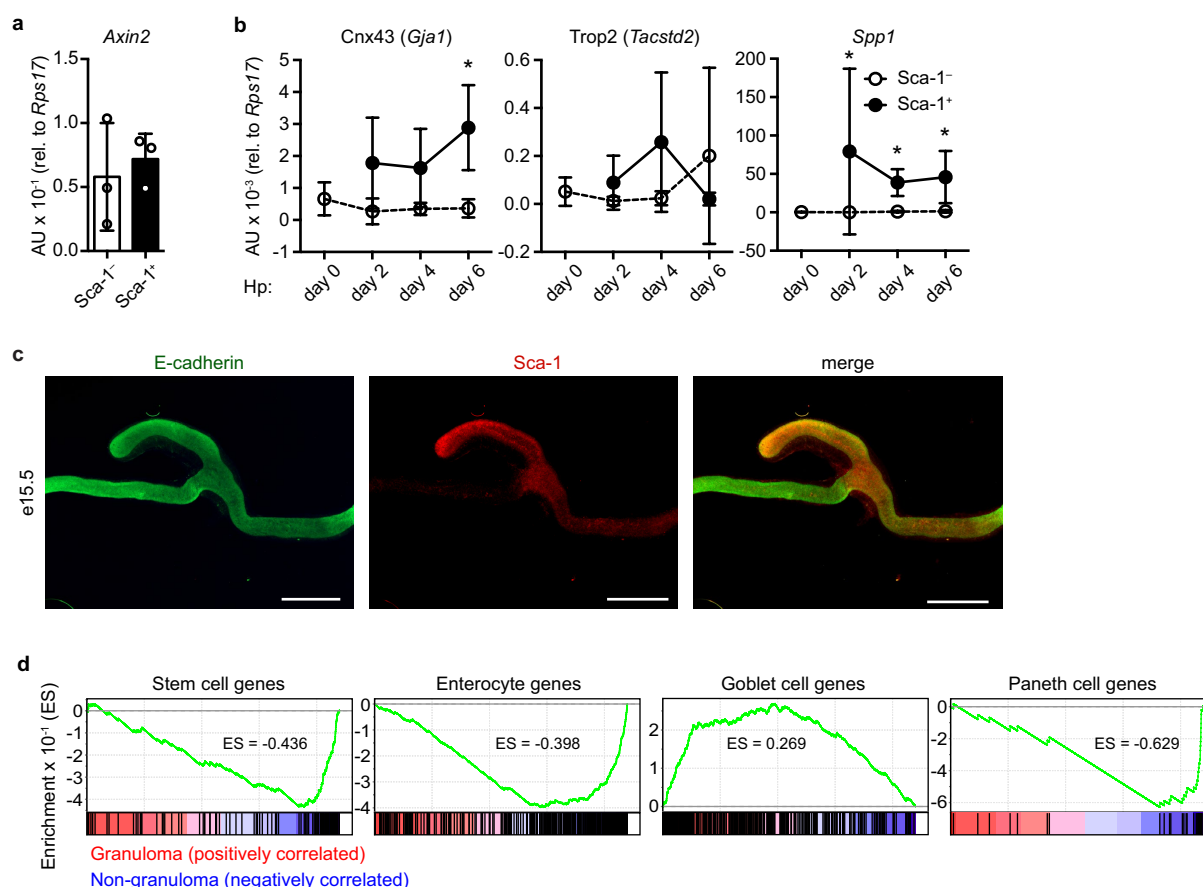 a
Axin2
AU x 10⁻¹ (rel. to Rps17)
1.5
1.0
0.5
0.0
Sca-1⁻
Sca-1⁺
b
Cnx43 (Gja1)
AU x 10⁻³ (rel. to Rps17)
5
4
3
2
1
0
-1
*
Hp:
day 0
day 2
day 4
day 6
Trop2 (Tacstd2)
0.6
0.4
0.2
0.0
-0.2
day 0
day 2
day 4
day 6
Spp1
200
150
100
50
0
-50
*
*
*
Sca-1⁻
Sca-1⁺
day 0
day 2
day 4
day 6
c
E-cadherin
Sca-1
merge
e15.5
d
Enrichment x 10⁻¹ (ES)
Stem cell genes
0
-1
-2
-3
-4
ES = -0.436
Enterocyte genes
0
-1
-2
-3
-4
ES = -0.398
Goblet cell genes
2
1
0
ES = 0.269
Paneth cell genes
0
-2
-4
-6
ES = -0.629
Granuloma (positively correlated)
Non-granuloma (negatively correlated)